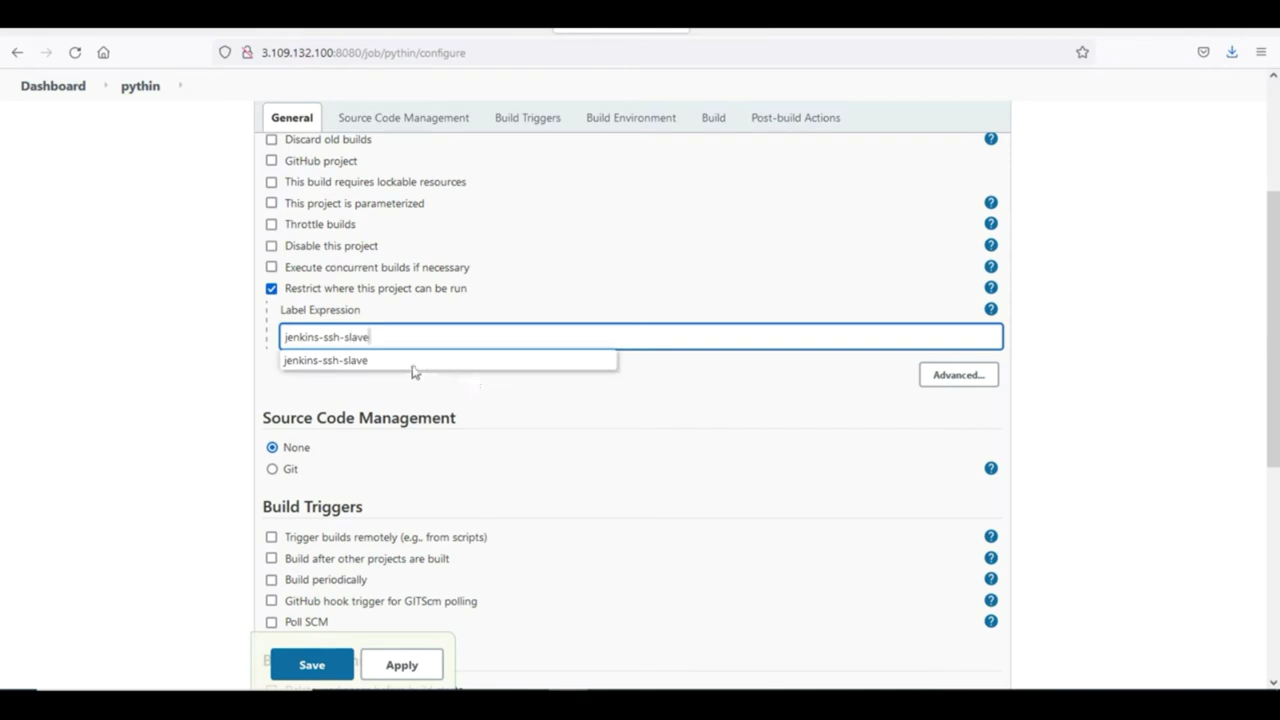 3.109.132.100:8080/job/pythin/configure
Dashboard pythin
General Source Code Management Build Triggers Build Environment Build Post-build Actions
Discard old builds
GitHub project
This build requires lockable resources
This project is parameterized
Throttle builds
Disable this project
Execute concurrent builds if necessary
Restrict where this project can be run
Label Expression
jenkins-ssh-slave
jenkins-ssh-slave
Advanced...
Source Code Management
None
Git
Build Triggers
Trigger builds remotely (e.g., from scripts)
Build after other projects are built
Build periodically
GitHub hook trigger for GITScm polling
Poll SCM
Save Apply